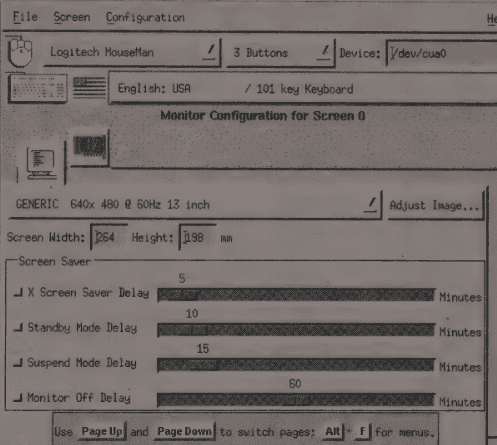 File Screen Configuration
Logitech MouseMan 3 Buttons Device: /dev/cua0
English: USA / 101 key Keyboard
Monitor Configuration for Screen 0
GENERIC 640x 480 @ 60Hz 13 inch Adjust Image...
Screen Width: 264 Height: 198 mm
Screen Saver
5
X Screen Saver Delay Minutes
10
Standby Mode Delay Minutes
15
Suspend Mode Delay Minutes
60
Monitor Off Delay Minutes
Use Page Up and Page Down to switch pages; Alt + F for menus.